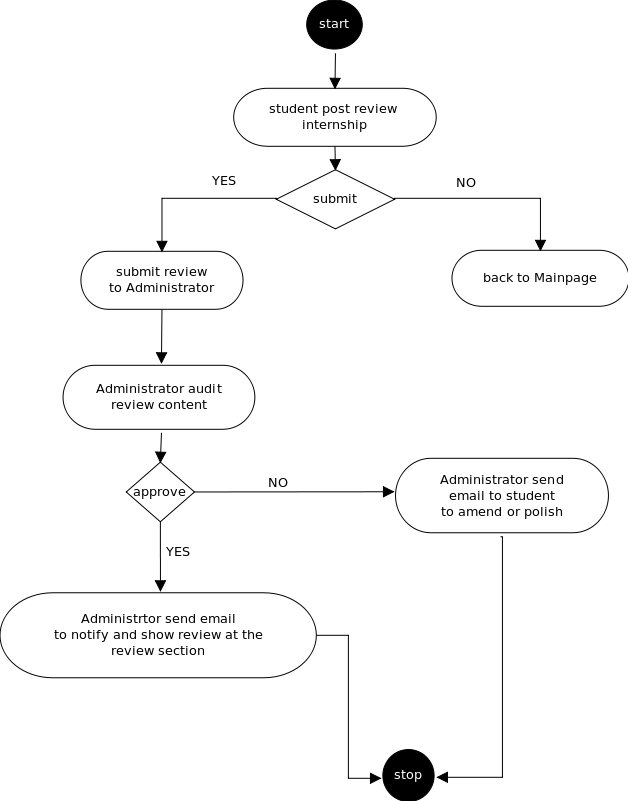 start
student post review
internship
YES
NO
submit
submit review
to Administrator
back to Mainpage
Administrator audit
review content
approve
NO
Administrator send
email to student
to amend or polish
YES
Administrtor send email
to notify and show review at the
review section
stop